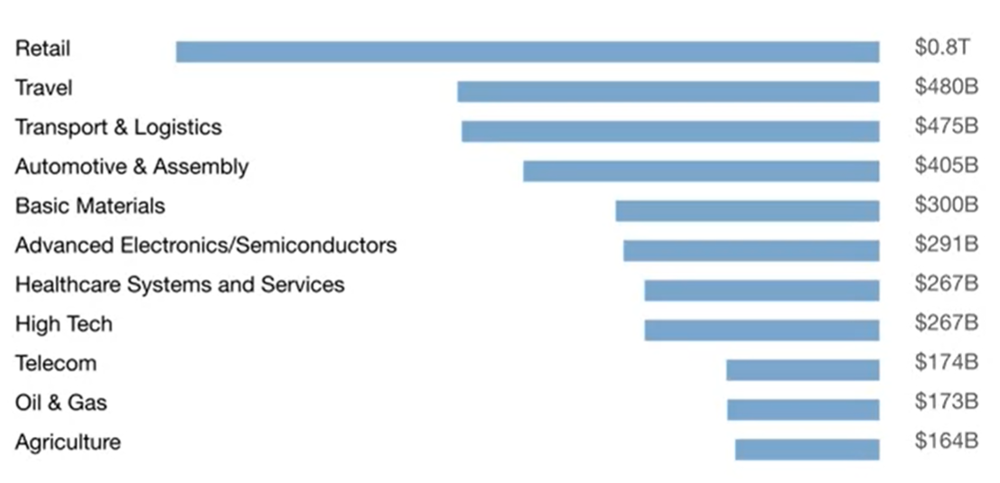 Retail $0.8T
Travel $480B
Transport & Logistics $475B
Automotive & Assembly $405B
Basic Materials $300B
Advanced Electronics/Semiconductors $291B
Healthcare Systems and Services $267B
High Tech $267B
Telecom $174B
Oil & Gas $173B
Agriculture $164B